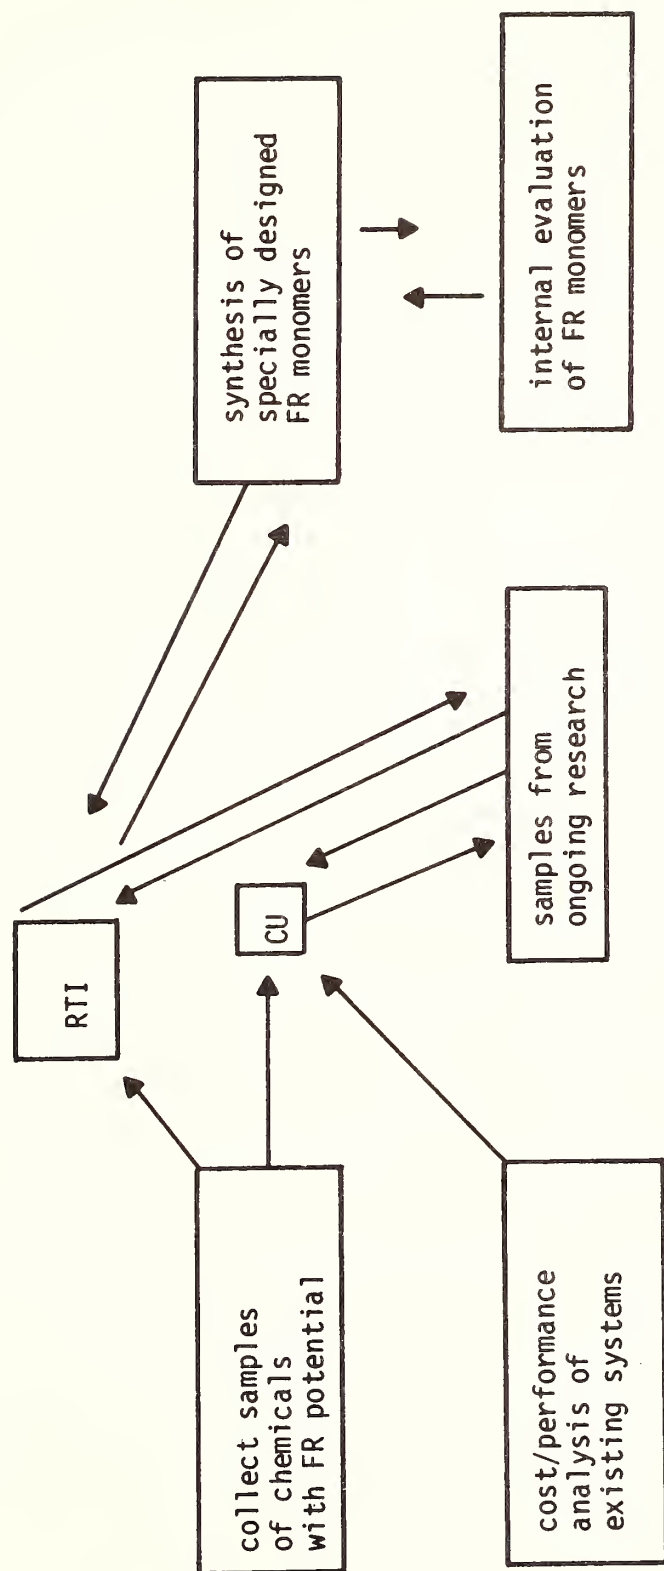 collect samples
of chemicals
with FR potential
cost/performance
analysis of
existing systems
RTI
CU
samples from
ongoing research
synthesis of
specially designed
FR monomers
internal evaluation
of FR monomers